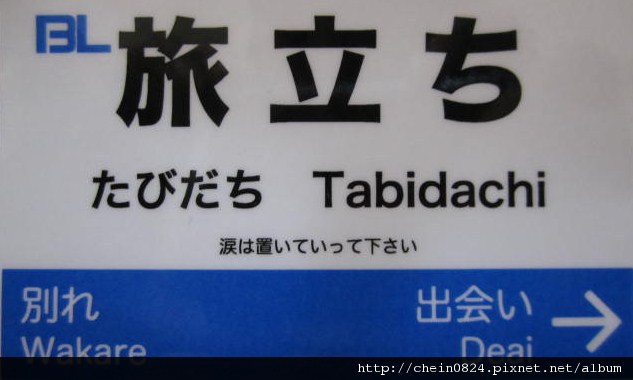 BL 旅立ち
たびだち Tabidachi
涙は置いていって下さい
別れ 出会い →
Wakare Deai
http://chein0824.pixnet.net/album